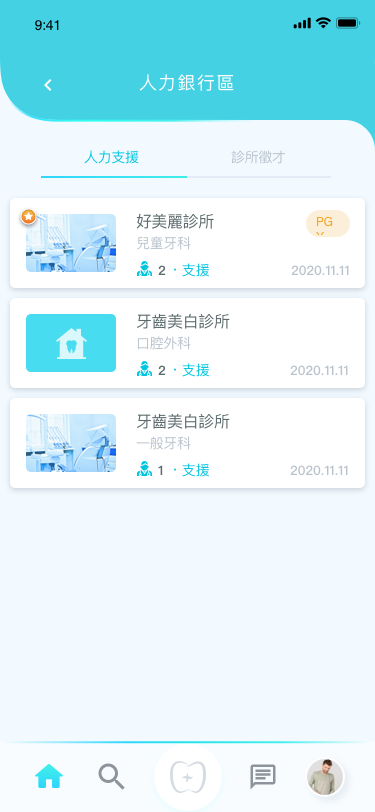 9:41
人力銀行區
人力支援
診所徵才
好美麗診所
PG
兒童牙科
2 · 支援
2020.11.11
牙齒美白診所
口腔外科
2 · 支援
2020.11.11
牙齒美白診所
一般牙科
1 · 支援
2020.11.11